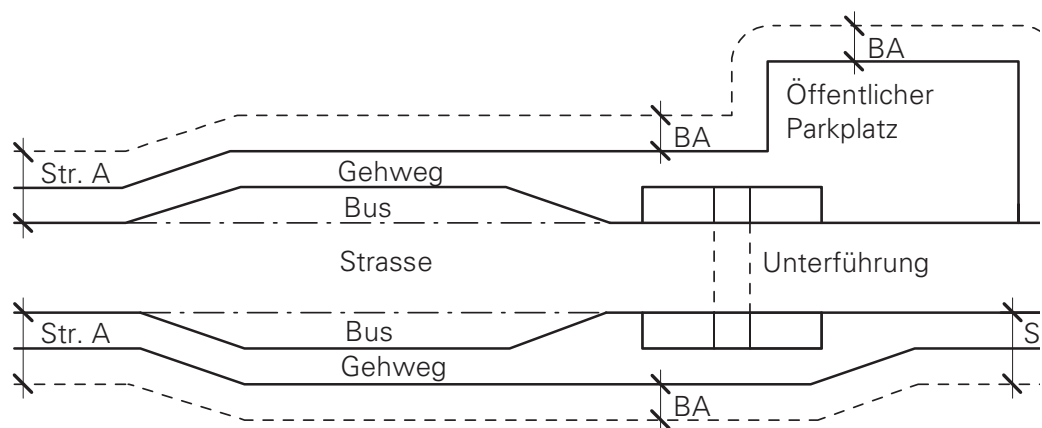 BA
Öffentlicher
Parkplatz
BA
Str. A
Gehweg
Bus
Strasse
Unterführung
Str. A
Bus
S
Gehweg
BA